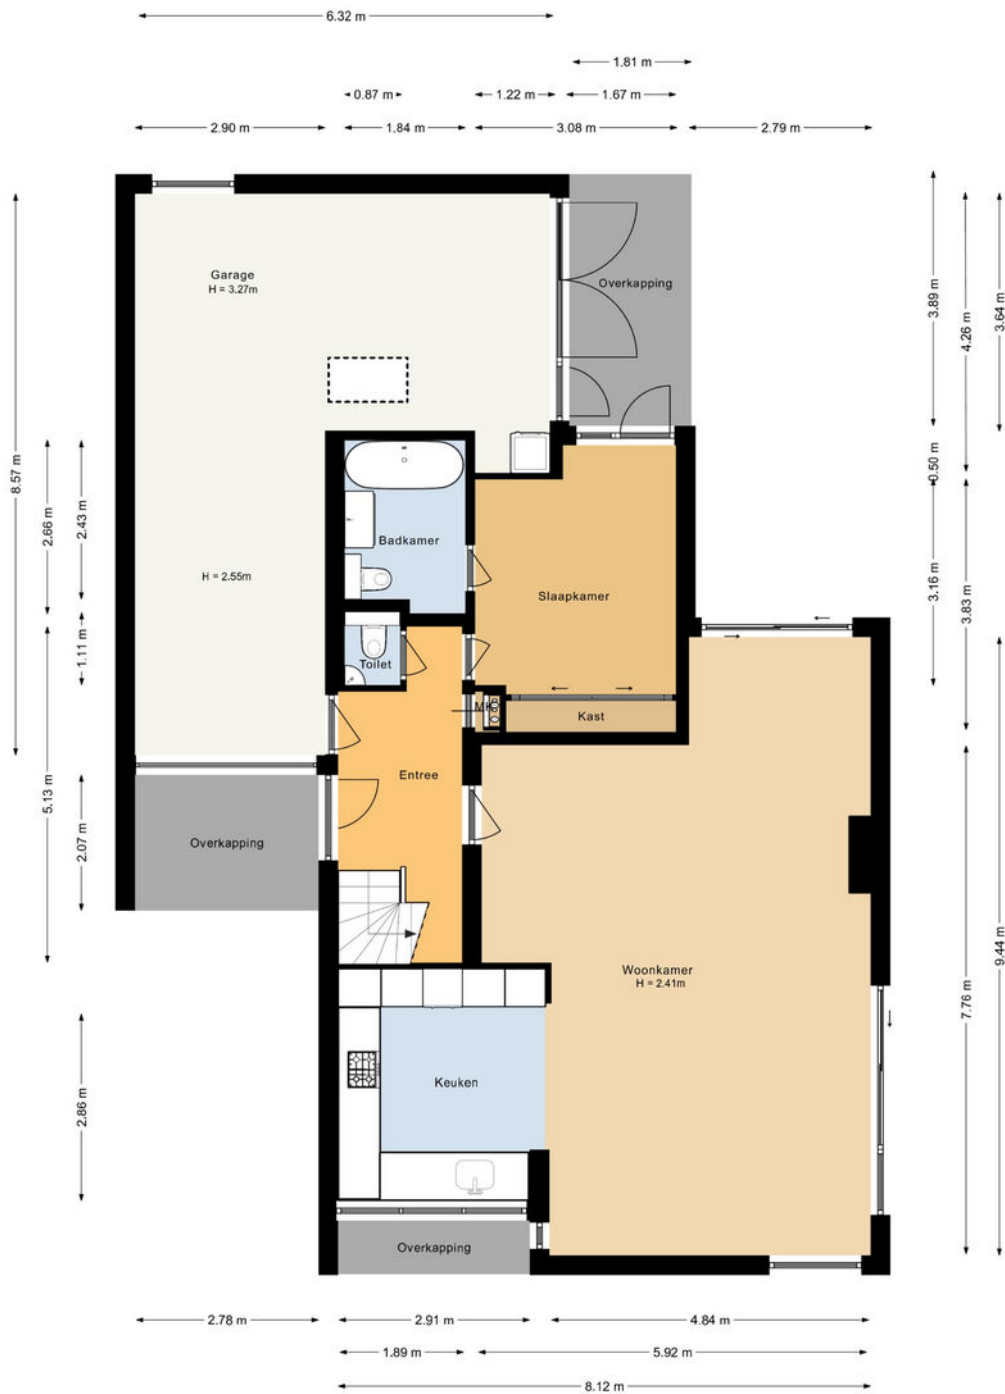 6.32 m
1.81 m
0.87 m
1.22 m
1.67 m
2.90 m
1.84 m
3.08 m
2.79 m
Garage
H = 3.27m
Overkapping
3.89 m
4.26 m
3.64 m
8.57 m
2.66 m
2.43 m
0.50 m
Badkamer
H = 2.55m
Slaapkamer
3.16 m
3.83 m
1.11 m
Toilet
MK
Kast
Entree
5.13 m
2.07 m
Overkapping
Woonkamer
H = 2.41m
9.44 m
7.76 m
2.86 m
Keuken
Overkapping
2.78 m
2.91 m
4.84 m
1.89 m
5.92 m
8.12 m